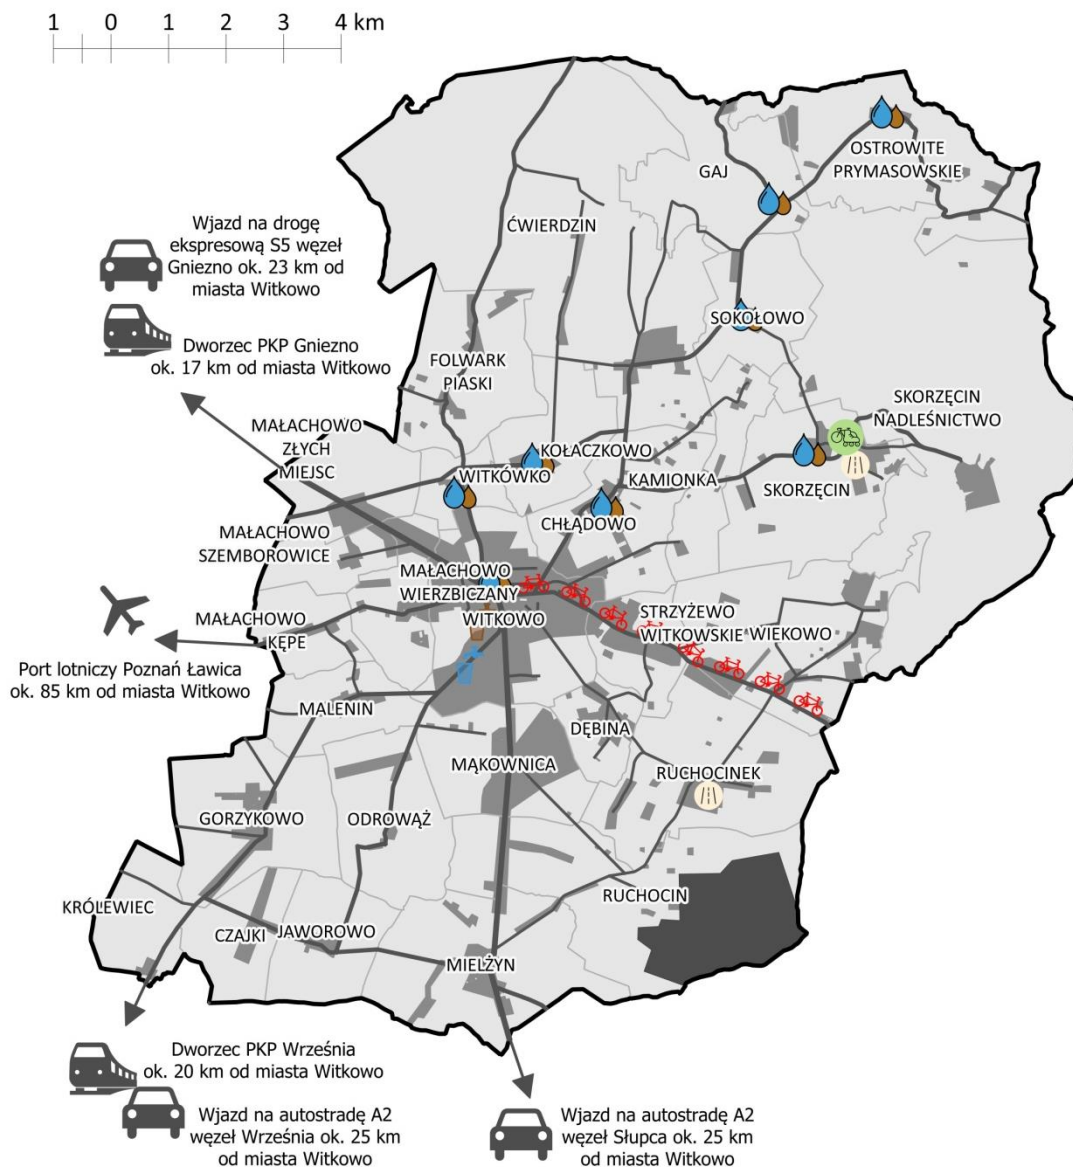 1 0 1 2 3 4 km
OSTROWITE
PRYMASOWSKIE
GAJ
Wjazd na drogę
ekspresową S5 węzeł
Gniezno ok. 23 km od
miasta Witkowo
ĆWIERDZIN
SOKOŁOWO
Dworzec PKP Gniezno
ok. 17 km od miasta Witkowo
FOLWARK
PIASKI
SKORZĘCIN
NADLEŚNICTWO
MAŁACHOWO
ZŁYCH
MIEJSC
KOŁACZKOWO
WITKÓWKO
KAMIONKA
SKORZĘCIN
CHŁĄDOWO
MAŁACHOWO
SZEMBOROWICE
MAŁACHOWO
WIERZBICZANY
WITKOWO
STRZYŻEWO
WITKOWSKIE
WIEKOWO
MAŁACHOWO
KĘPE
Port lotniczy Poznań Ławica
ok. 85 km od miasta Witkowo
MALENIN
DĘBINA
MĄKOWNICA
RUCHOCINEK
GORZYKOWO
ODROWĄŻ
RUCHOCIN
KRÓLEWIEC
CZAJKI
JAWOROWO
MIELŻYN
Dworzec PKP Września
ok. 20 km od miasta Witkowo
Wjazd na autostradę A2
węzeł Września ok. 25 km
od miasta Witkowo
Wjazd na autostradę A2
węzeł Słupca ok. 25 km
od miasta Witkowo